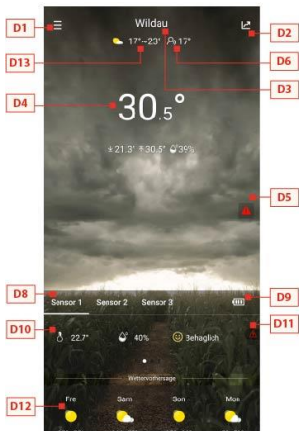 D1
Wildau
D2
D13
17°~23° 17°
D6
D3
D4
30.5°
21.3° 30.5° 39%
D5
D8
Sensor 1 Sensor 2 Sensor 3
D9
D10
22.7° 40% Behaglich
D11
Wettervorhersage
D12
Fre Sam Son Mon